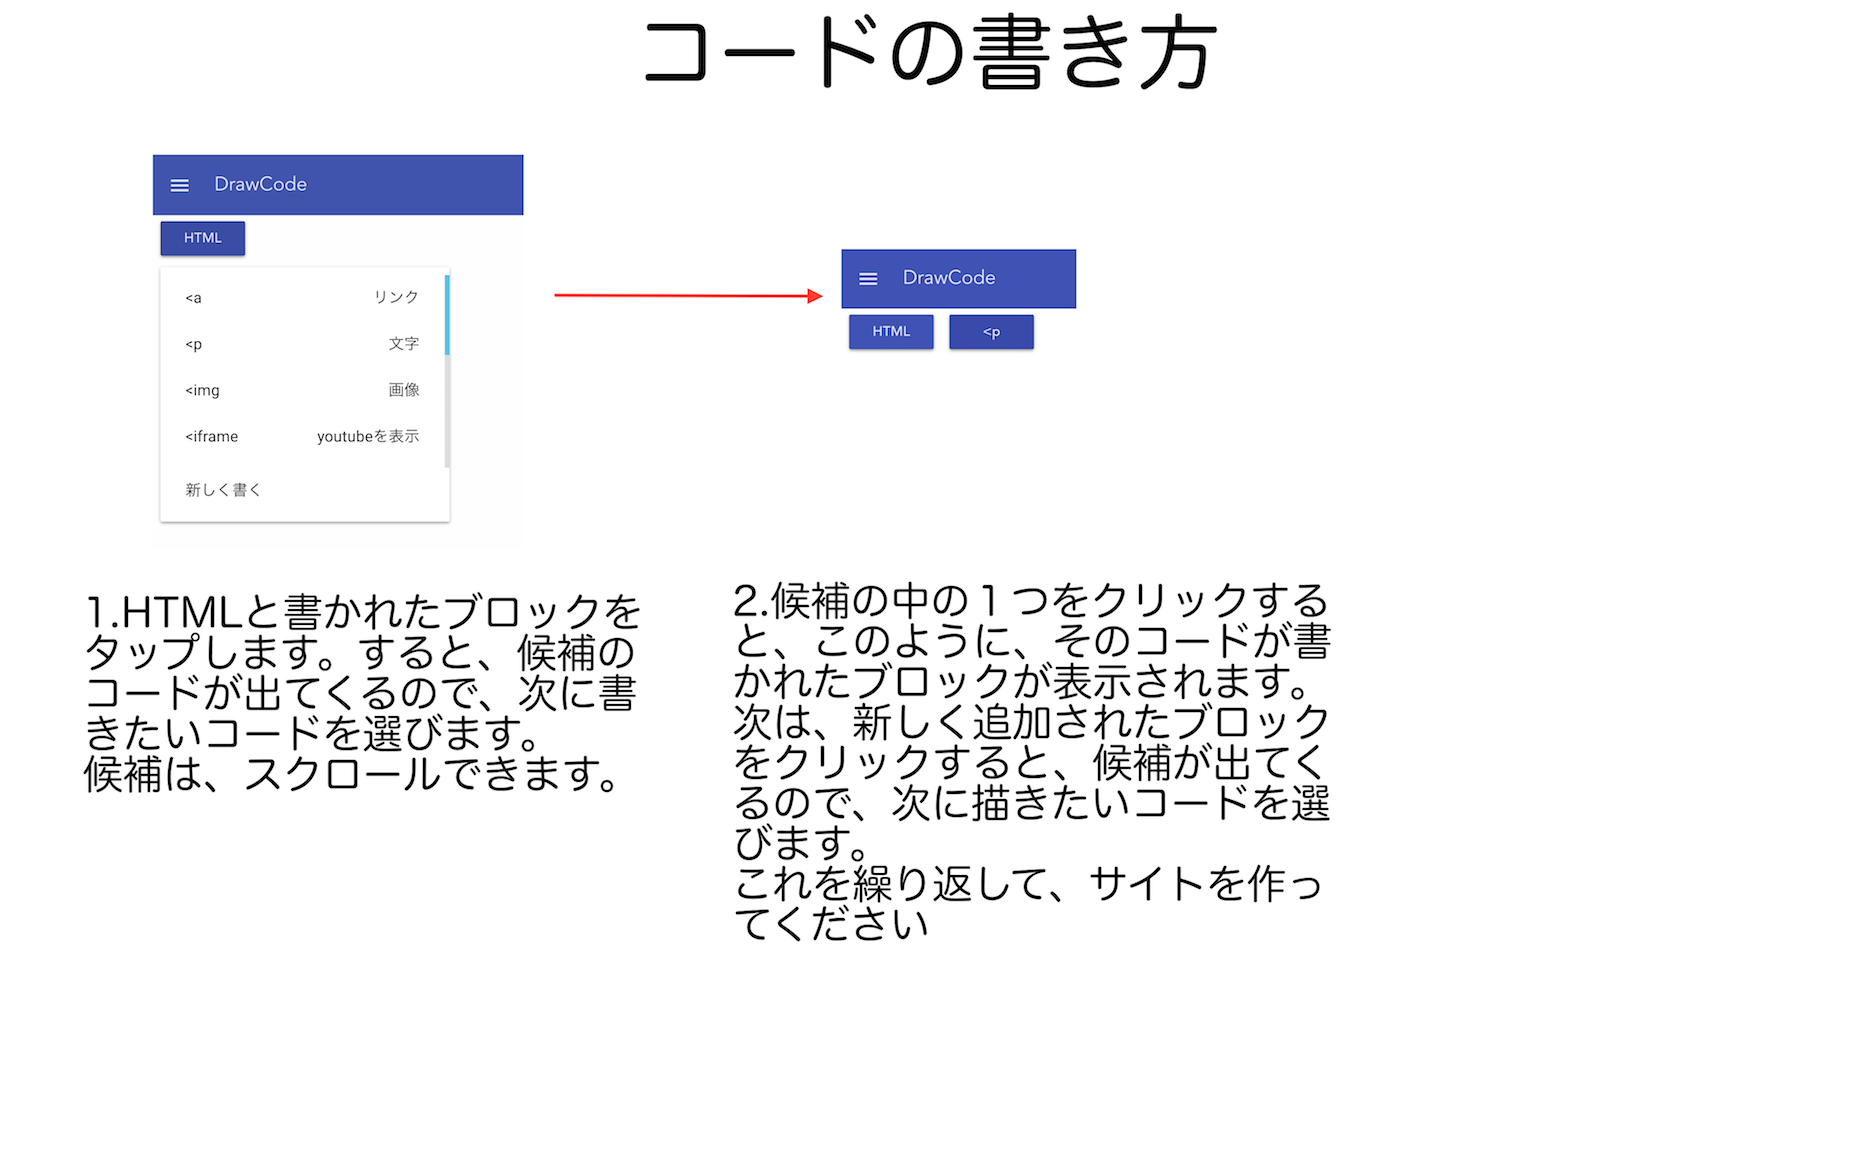 コードの書き方
DrawCode
HTML
<a リンク
<p 文字
<img 画像
<iframe youtubeを表示
新しく書く
DrawCode
HTML <p
1.HTMLと書かれたブロックを
タップします。すると、候補の
コードが出てくるので、次に書
きたいコードを選びます。
候補は、スクロールできます。
2.候補の中の１つをクリックする
と、このように、そのコードが書
かれたブロックが表示されます。
次は、新しく追加されたブロック
をクリックすると、候補が出てく
るので、次に描きたいコードを選
びます。
これを繰り返して、サイトを作っ
てください